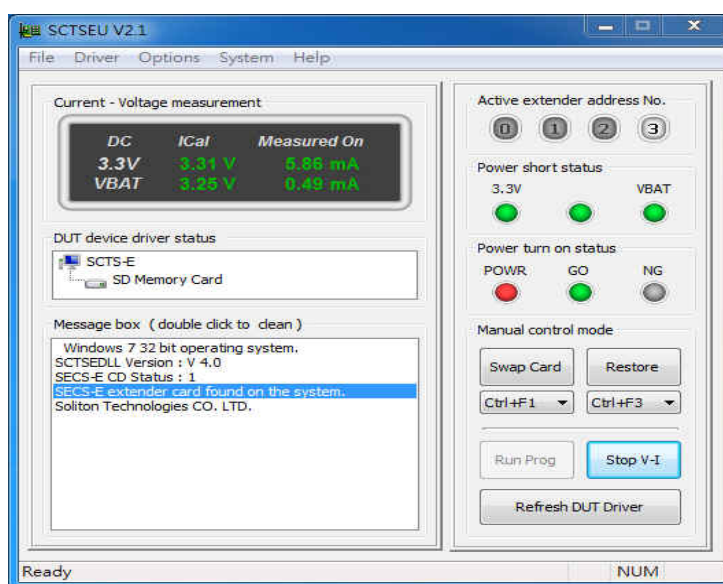 SCTSEU V2.1
File Driver Options System Help
Current - Voltage measurement
DC ICal Measured On
3.3V 3.31 V 5.86 mA
VBAT 3.25 V 0.49 mA
DUT device driver status
SCTS-E
SD Memory Card
Message box ( double click to clean )
Windows 7 32 bit operating system.
SCTSEDLL Version : V 4.0
SECS-E CD Status : 1
SECS-E extender card found on the system.
Soliton Technologies CO. LTD.
Active extender address No.
0 1 2 3
Power short status
3.3V VBAT
Power turn on status
POWR GO NG
Manual control mode
Swap Card Restore
Ctrl+F1 Ctrl+F3
Run Prog Stop V-I
Refresh DUT Driver
Ready NUM